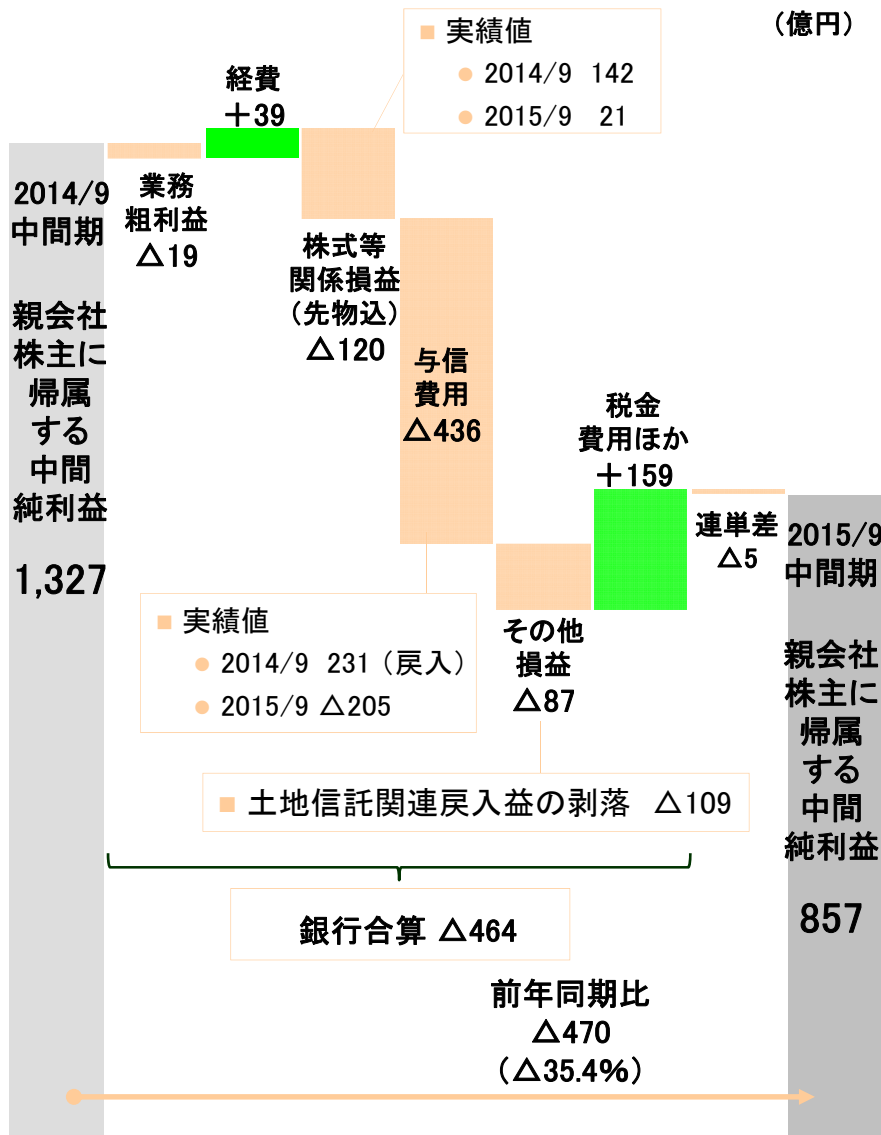 （億円）
■ 実績値
● 2014/9 142
● 2015/9 21
経費
＋39
2014/9
中間期
親会社
株主に
帰属
する
中間
純利益
1,327
業務
粗利益
△19
株式等
関係損益
（先物込）
△120
与信
費用
△436
■ 実績値
● 2014/9 231（戻入）
● 2015/9 △205
その他
損益
△87
■ 土地信託関連戻入益の剥落 △109
税金
費用ほか
＋159
連単差
△5
2015/9
中間期
親会社
株主に
帰属
する
中間
純利益
857
銀行合算 △464
前年同期比
△470
（△35.4%）